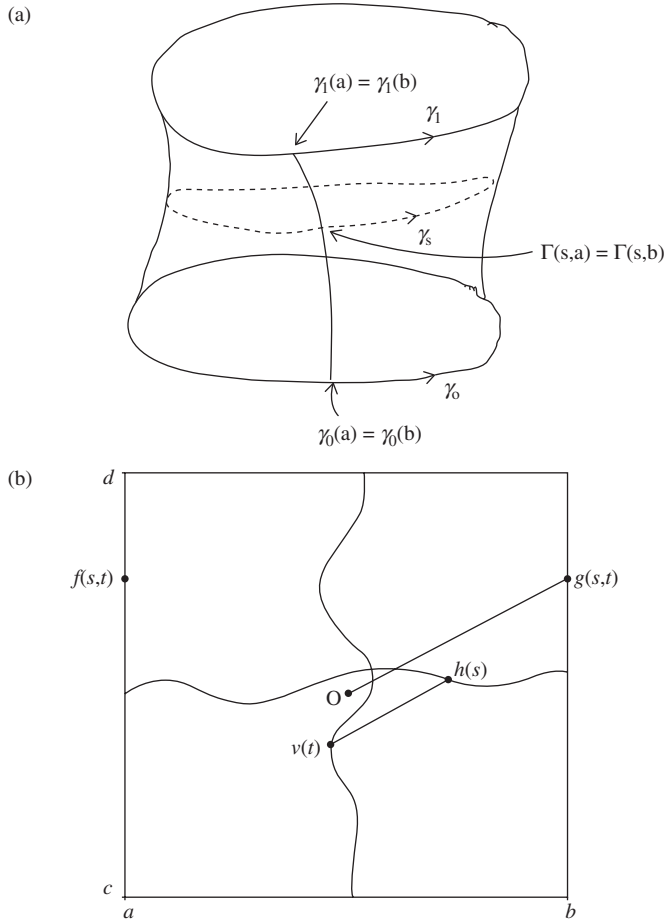 (a)
γ₁(a) = γ₁(b)
γ₁
γₛ
Γ(s,a) = Γ(s,b)
γₒ
γ₀(a) = γ₀(b)
(b)
d
f(s,t)
g(s,t)
h(s)
O
v(t)
c
a
b